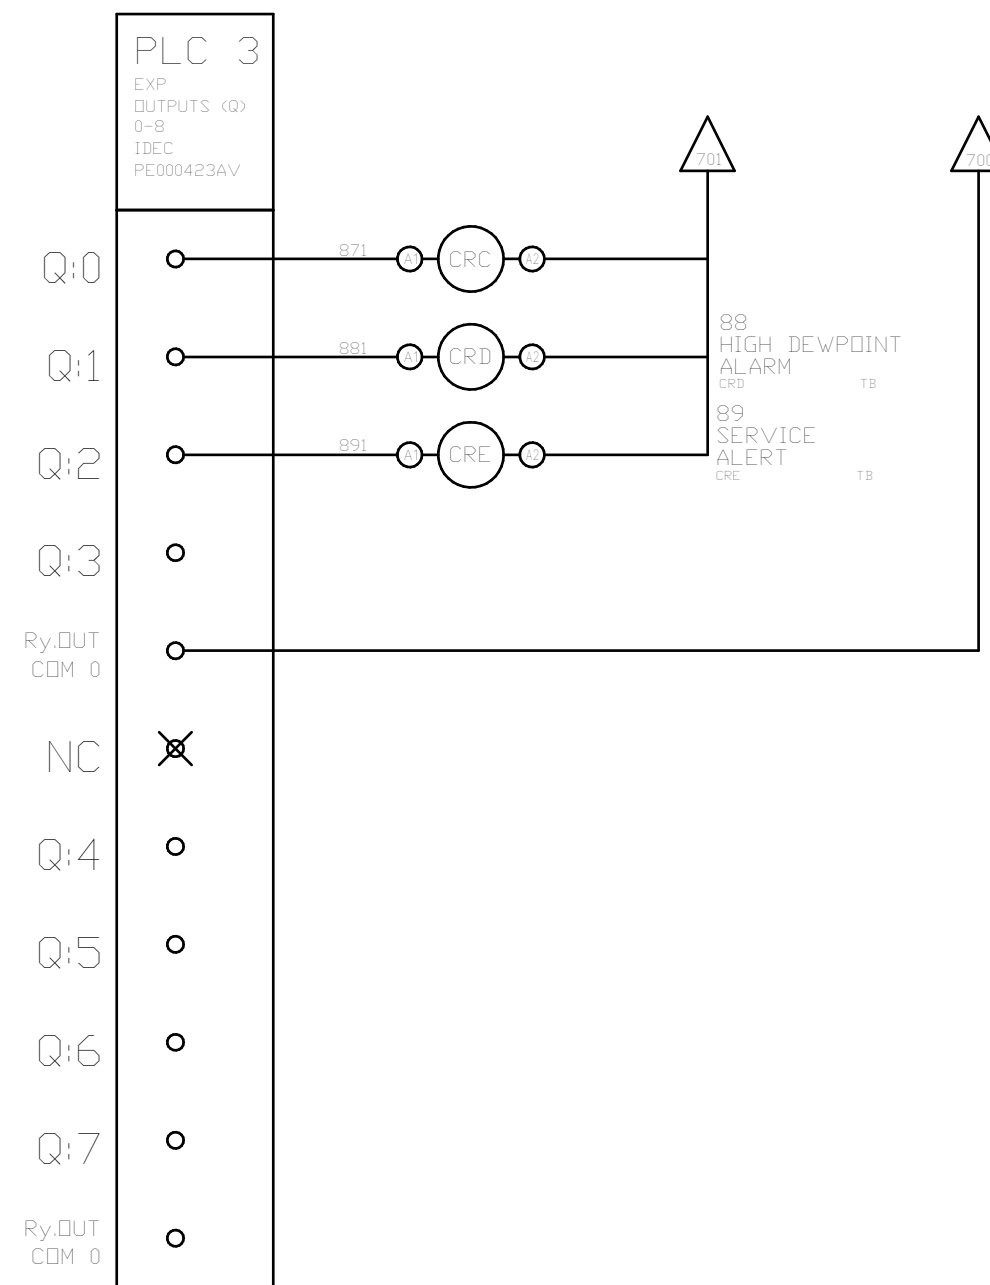 PLC 3
EXP
OUTPUTS (Q)
0-8
IDEC
PE000423AV
701
700
Q:0
871
A1
CRC
A2
88
HIGH DEWPOINT
ALARM
CRD TB
Q:1
881
A1
CRD
A2
89
SERVICE
ALERT
CRE TB
Q:2
891
A1
CRE
A2
Q:3
Ry.OUT
COM 0
NC
Q:4
Q:5
Q:6
Q:7
Ry.OUT
COM 0